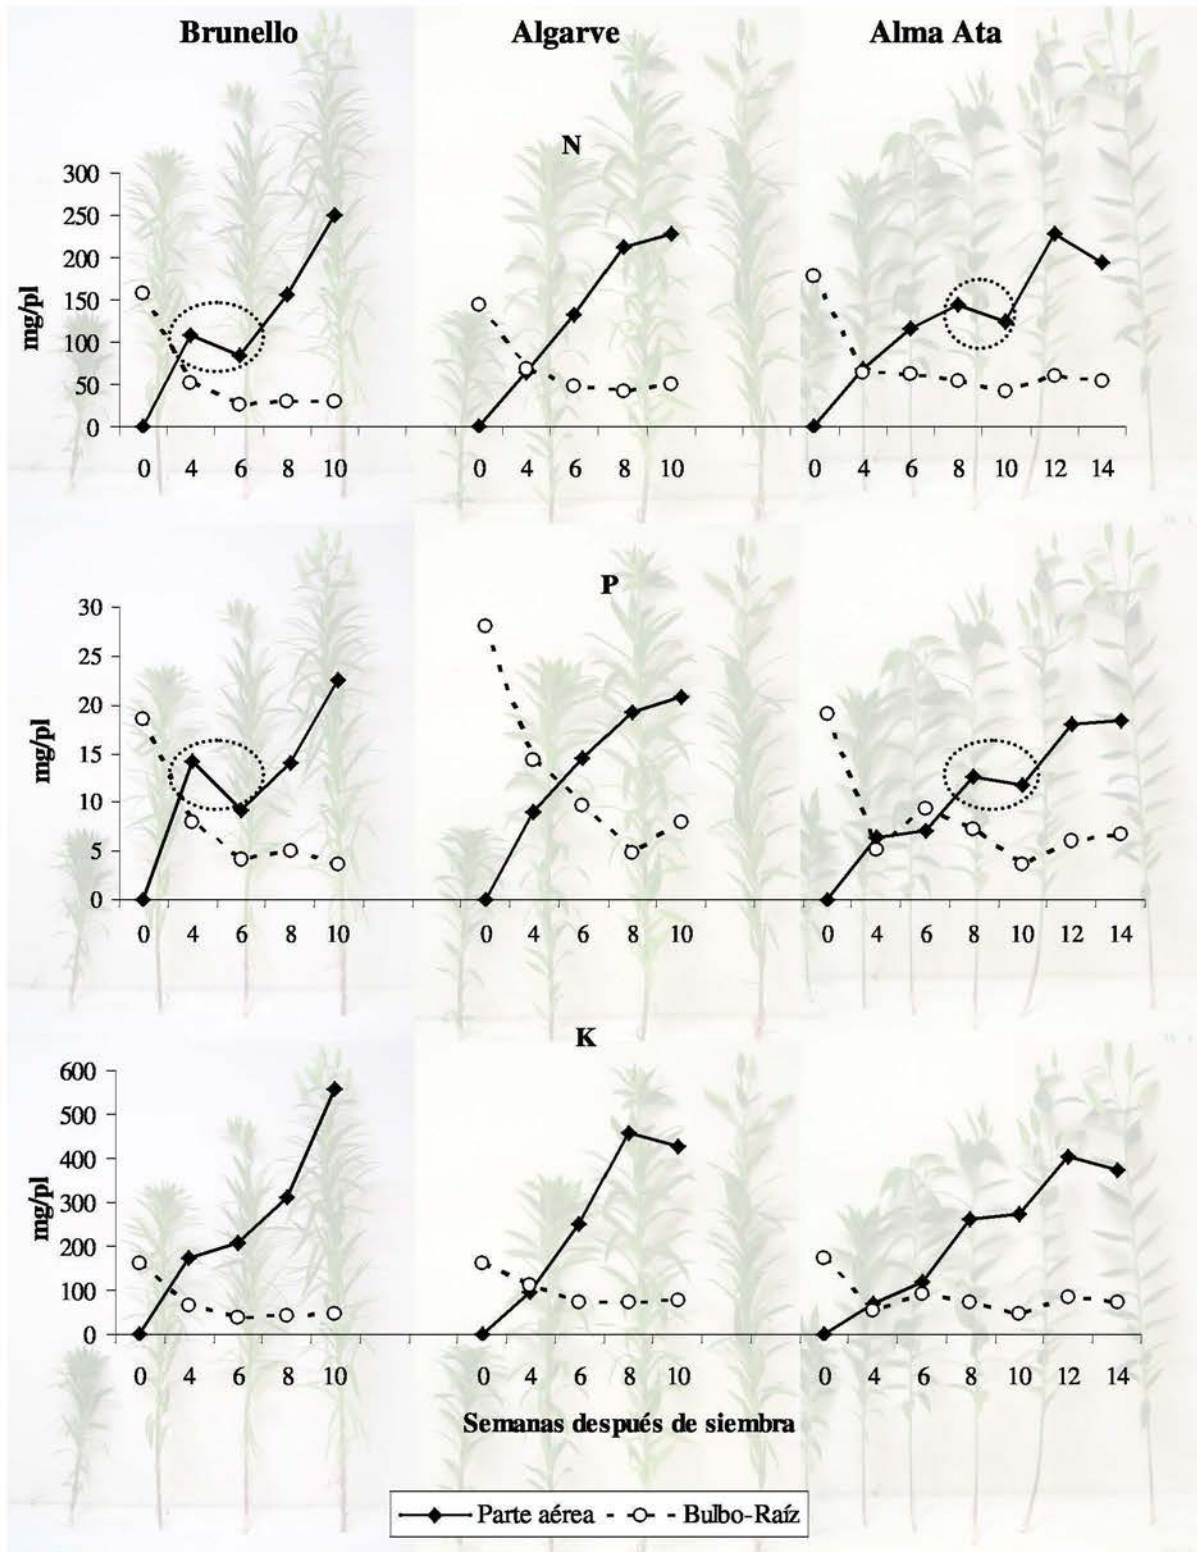 Brunello Algarve Alma Ata
N
300
250
200
150
100
50
0
mg/pl
0 4 6 8 10 0 4 6 8 10 0 4 6 8 10 12 14
P
30
25
20
15
10
5
0
mg/pl
0 4 6 8 10 0 4 6 8 10 0 4 6 8 10 12 14
K
600
500
400
300
200
100
0
mg/pl
0 4 6 8 10 0 4 6 8 10 0 4 6 8 10 12 14
Semanas después de siembra
Parte aérea Bulbo-Raíz